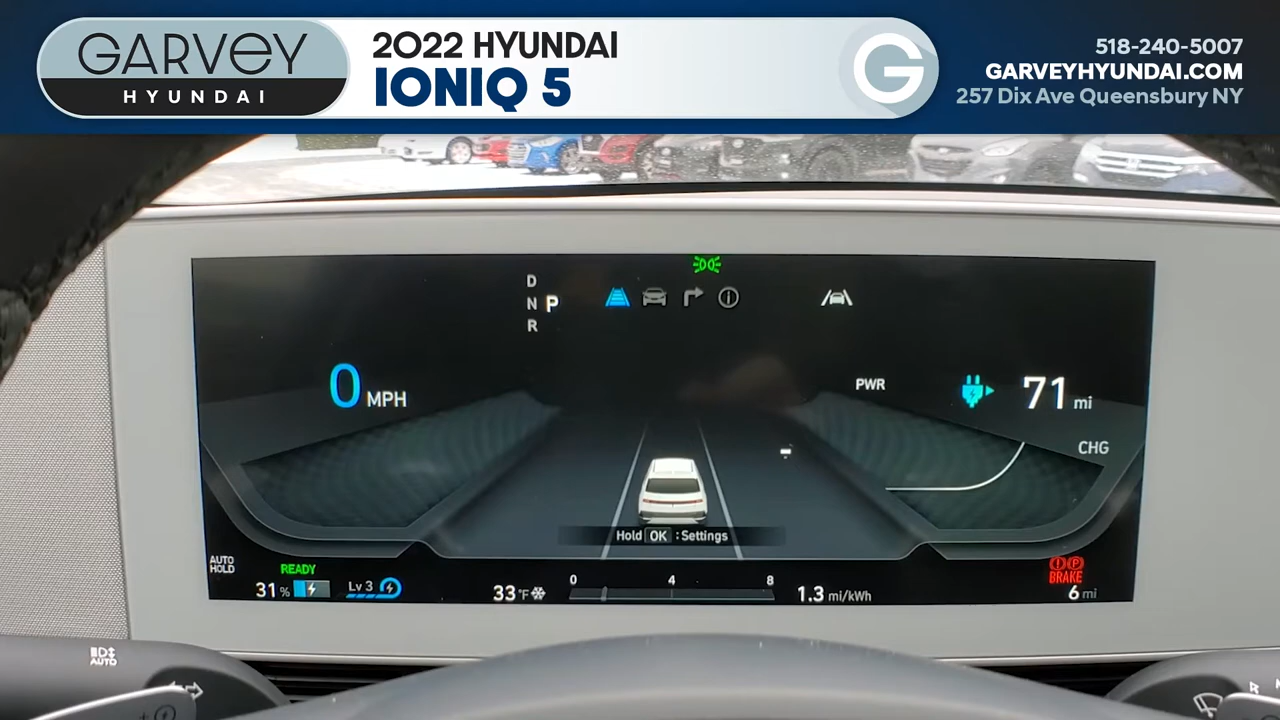 GARVEY
HYUNDAI
2022 HYUNDAI
IONIQ 5
G
518-240-5007
GARVEYHYUNDAI.COM
257 Dix Ave Queensbury NY
D
N P
R
0 MPH
PWR
71 mi
CHG
Hold OK : Settings
AUTO
HOLD
READY
31 %
Lv 3
33 °F
0 4 8
1.3 mi/kWh
BRAKE
6 mi
AUTO